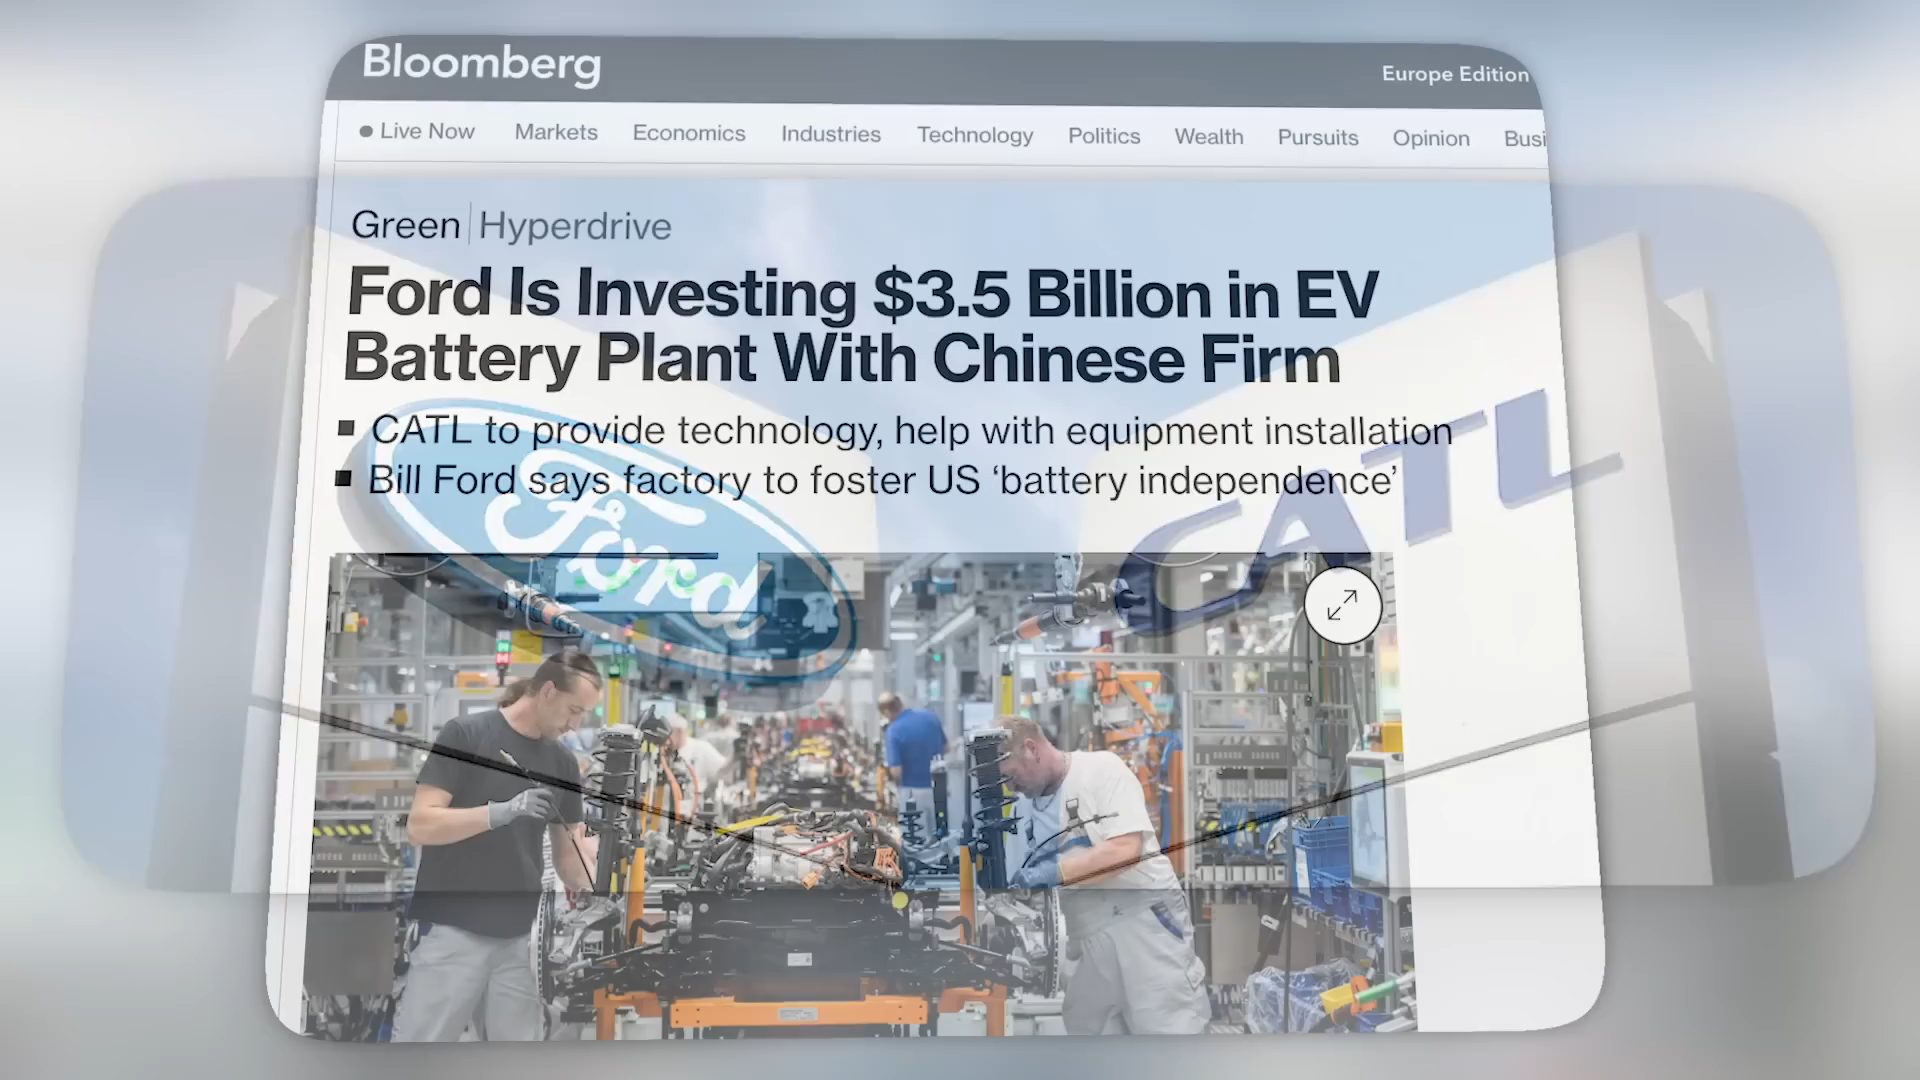 Bloomberg
Europe Edition
Live Now Markets Economics Industries Technology Politics Wealth Pursuits Opinion Busi
Green Hyperdrive
Ford Is Investing $3.5 Billion in EV
Battery Plant With Chinese Firm
CATL to provide technology, help with equipment installation
Bill Ford says factory to foster US ‘battery independence’
Ford
CATL